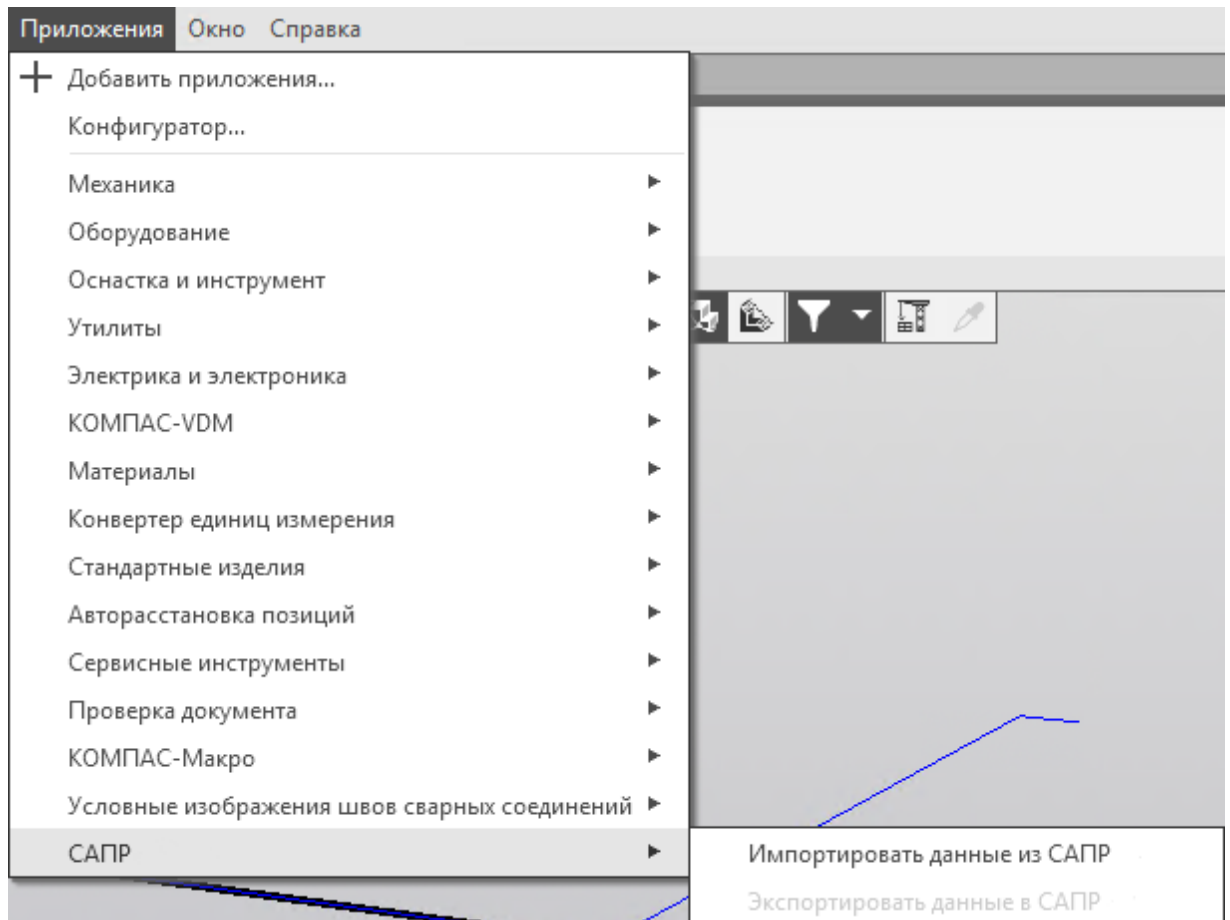 Приложения Окно Справка
Добавить приложения...
Конфигуратор...
Механика
Оборудование
Оснастка и инструмент
Утилиты
Электрика и электроника
КОМПАС-VDM
Материалы
Конвертер единиц измерения
Стандартные изделия
Авторасстановка позиций
Сервисные инструменты
Проверка документа
КОМПАС-Макро
Условные изображения швов сварных соединений
САПР
Импортировать данные из САПР
Экспортировать данные в САПР